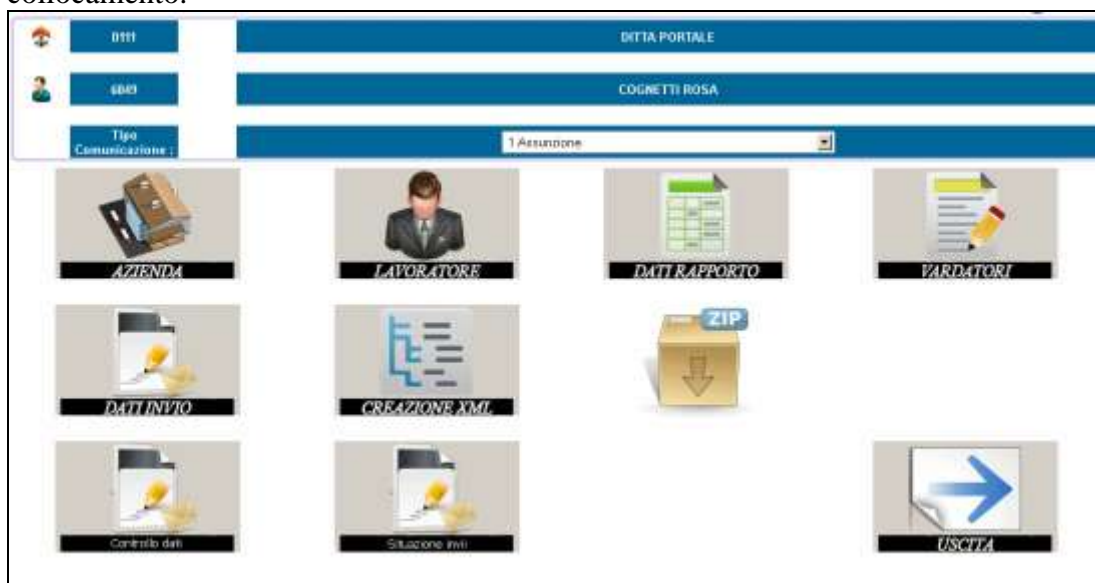 collocamento.
0111 DITTA PORTALE
6049 COGNETTI ROSA
Tipo
Comunicazione : 1 Assunzione
AZIENDA LAVORATORE DATI RAPPORTO VARDATORI
ZIP
DATI INVIO CREAZIONE XML
Controllo dati Situazione invii USCITA